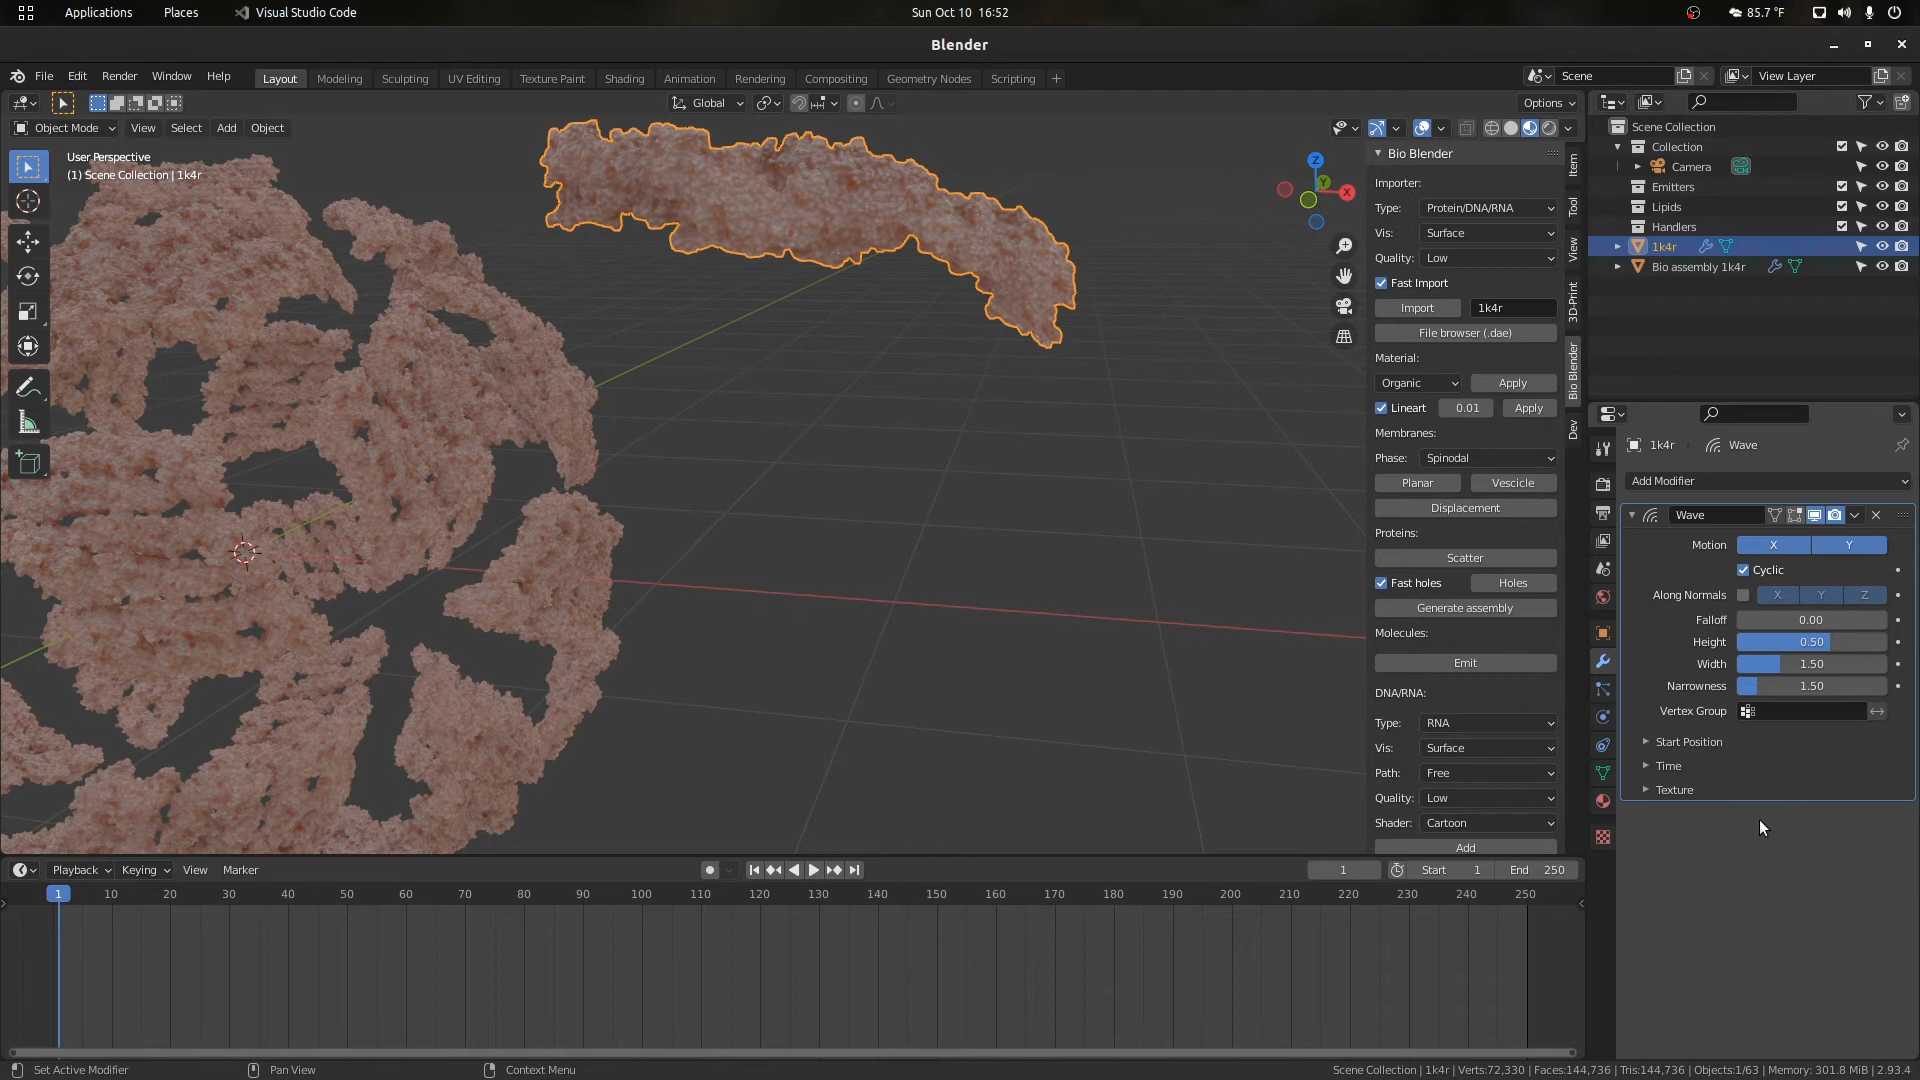 Applications Places Visual Studio Code Sun Oct 10 16:52 85.7 °F
Blender
File Edit Render Window Help Layout Modeling Sculpting UV Editing Texture Paint Shading Animation Rendering Compositing Geometry Nodes Scripting + Scene View Layer
Global Options
Object Mode View Select Add Object
User Perspective
(1) Scene Collection | 1k4r
Z
Y
X
Bio Blender
Importer:
Type: Protein/DNA/RNA
Vis: Surface
Quality: Low
Fast Import
Import 1k4r
File browser (.dae)
Material:
Organic Apply
Lineart 0.01 Apply
Membranes:
Phase: Spinodal
Planar Vescicle
Displacement
Proteins:
Scatter
Fast holes Holes
Generate assembly
Molecules:
Emit
DNA/RNA:
Type: RNA
Vis: Surface
Path: Free
Quality: Low
Shader: Cartoon
Add
Item
Tool
View
3D-Print
Bio Blender
Dev
Scene Collection
Collection
Camera
Emitters
Lipids
Handlers
1k4r
Bio assembly 1k4r
1k4r Wave
Add Modifier
Wave
Motion X Y
Cyclic
Along Normals X Y Z
Falloff 0.00
Height 0.50
Width 1.50
Narrowness 1.50
Vertex Group
Start Position
Time
Texture
Playback Keying View Marker 1 Start 1 End 250
1 10 20 30 40 50 60 70 80 90 100 110 120 130 140 150 160 170 180 190 200 210 220 230 240 250
Set Active Modifier Pan View Context Menu Scene Collection | 1k4r | Verts:72,330 | Faces:144,736 | Tris:144,736 | Objects:1/63 | Memory: 301.8 MiB | 2.93.4